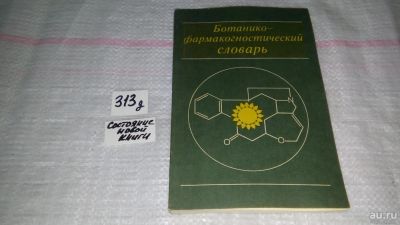 Ботанико-
фармакогностический
словарь
313д
Состояние
новой
книги
au.ru